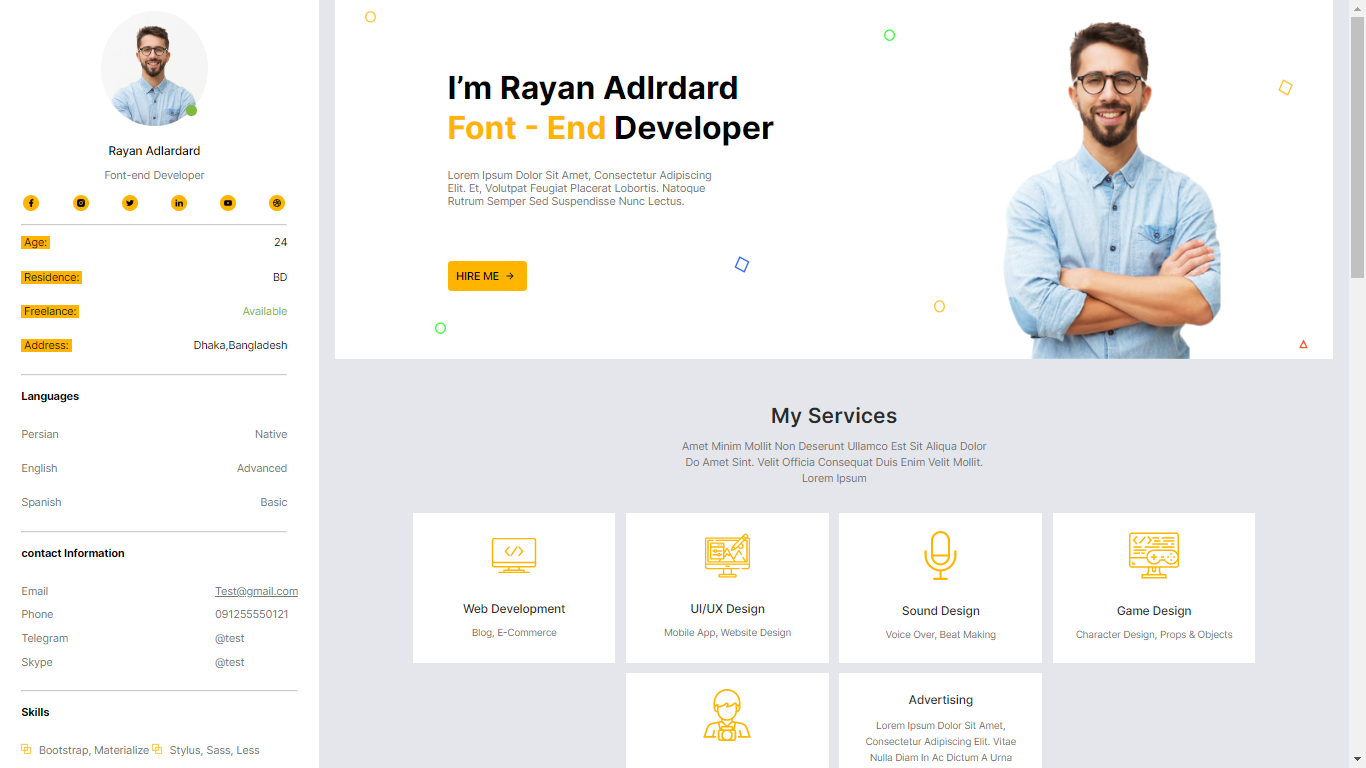 Rayan Adlardard
Font-end Developer
Age: 24
Residence: BD
Freelance: Available
Address: Dhaka,Bangladesh
Languages
Persian Native
English Advanced
Spanish Basic
contact Information
Email Test@gmail.com
Phone 091255550121
Telegram @test
Skype @test
Skills
Bootstrap, Materialize Stylus, Sass, Less
I’m Rayan Adlrdard
Font - End Developer
Lorem Ipsum Dolor Sit Amet, Consectetur Adipiscing
Elit. Et, Volutpat Feugiat Placerat Lobortis. Natoque
Rutrum Semper Sed Suspendisse Nunc Lectus.
HIRE ME →
My Services
Amet Minim Mollit Non Deserunt Ullamco Est Sit Aliqua Dolor
Do Amet Sint. Velit Officia Consequat Duis Enim Velit Mollit.
Lorem Ipsum
Web Development
Blog, E-Commerce
UI/UX Design
Mobile App, Website Design
Sound Design
Voice Over, Beat Making
Game Design
Character Design, Props & Objects
Advertising
Lorem Ipsum Dolor Sit Amet,
Consectetur Adipiscing Elit. Vitae
Nulla Diam In Ac Dictum A Urna